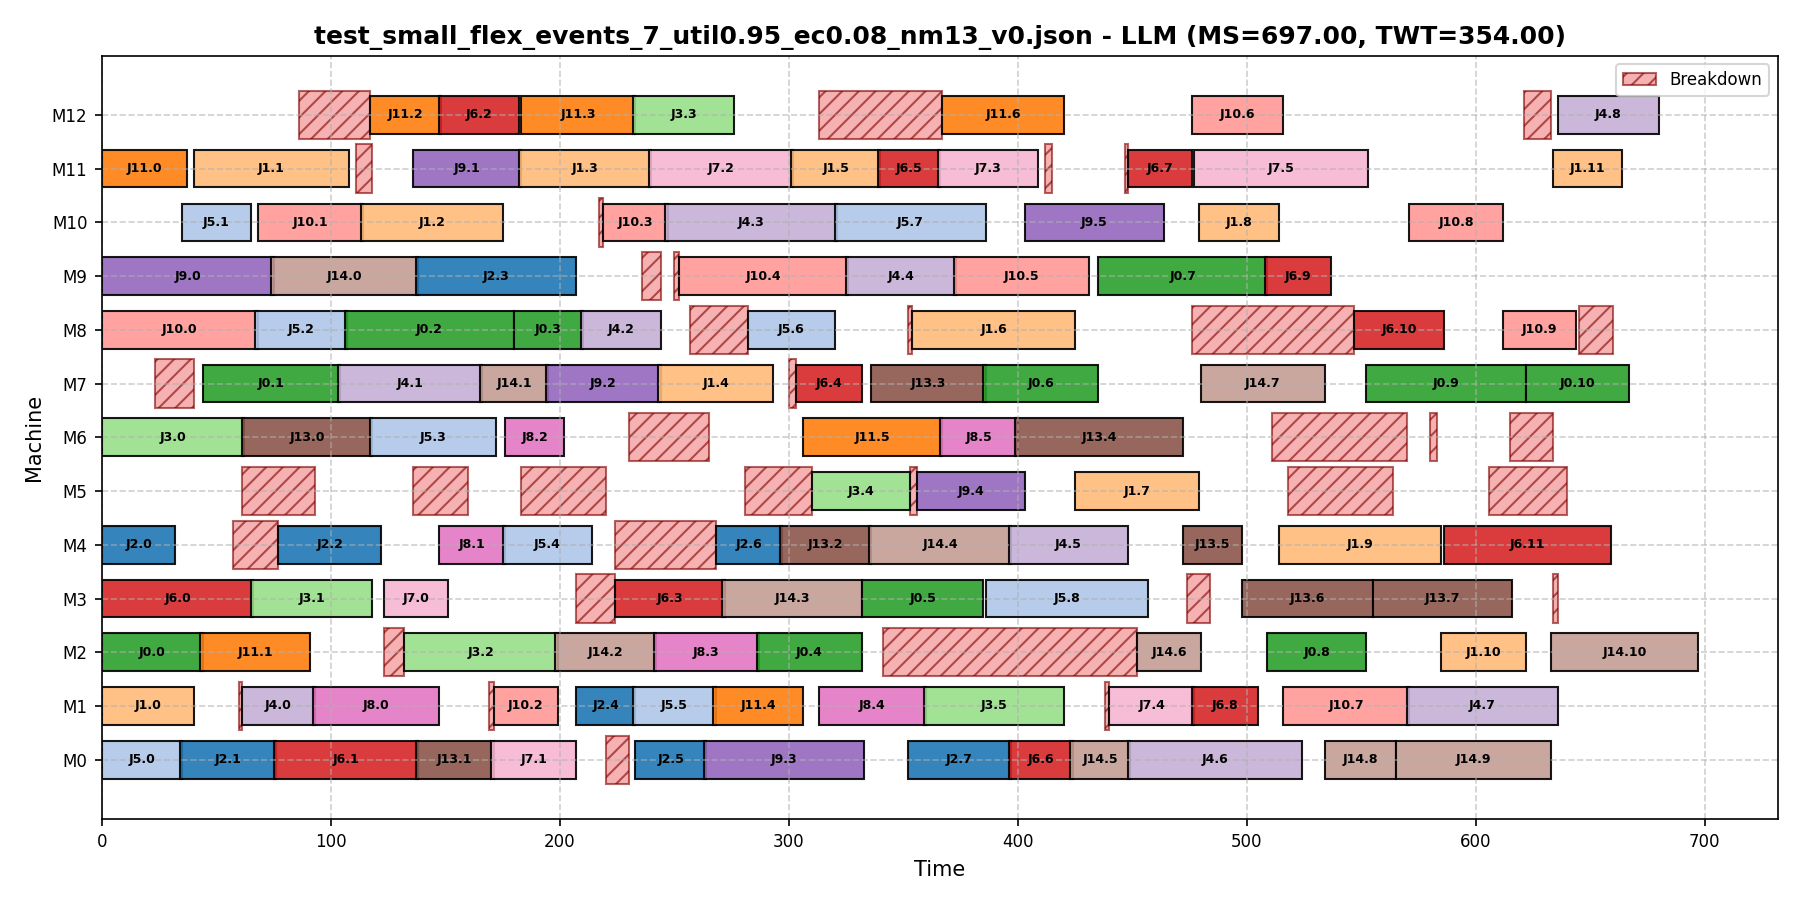 test_small_flex_events_7_util0.95_ec0.08_nm13_v0.json - LLM (MS=697.00, TWT=354.00)
Breakdown
Machine
M12 J11.2 J6.2 J11.3 J3.3 J11.6 J10.6 J4.8
M11 J11.0 J1.1 J9.1 J1.3 J7.2 J1.5 J6.5 J7.3 J6.7 J7.5 J1.11
M10 J5.1 J10.1 J1.2 J10.3 J4.3 J5.7 J9.5 J1.8 J10.8
M9 J9.0 J14.0 J2.3 J10.4 J4.4 J10.5 J0.7 J6.9
M8 J10.0 J5.2 J0.2 J0.3 J4.2 J5.6 J1.6 J6.10 J10.9
M7 J0.1 J4.1 J14.1 J9.2 J1.4 J6.4 J13.3 J0.6 J14.7 J0.9 J0.10
M6 J3.0 J13.0 J5.3 J8.2 J11.5 J8.5 J13.4
M5 J3.4 J9.4 J1.7
M4 J2.0 J2.2 J8.1 J5.4 J2.6 J13.2 J14.4 J4.5 J13.5 J1.9 J6.11
M3 J6.0 J3.1 J7.0 J6.3 J14.3 J0.5 J5.8 J13.6 J13.7
M2 J0.0 J11.1 J3.2 J14.2 J8.3 J0.4 J14.6 J0.8 J1.10 J14.10
M1 J1.0 J4.0 J8.0 J10.2 J2.4 J5.5 J11.4 J8.4 J3.5 J7.4 J6.8 J10.7 J4.7
M0 J5.0 J2.1 J6.1 J13.1 J7.1 J2.5 J9.3 J2.7 J6.6 J14.5 J4.6 J14.8 J14.9
0 100 200 300 400 500 600 700
Time